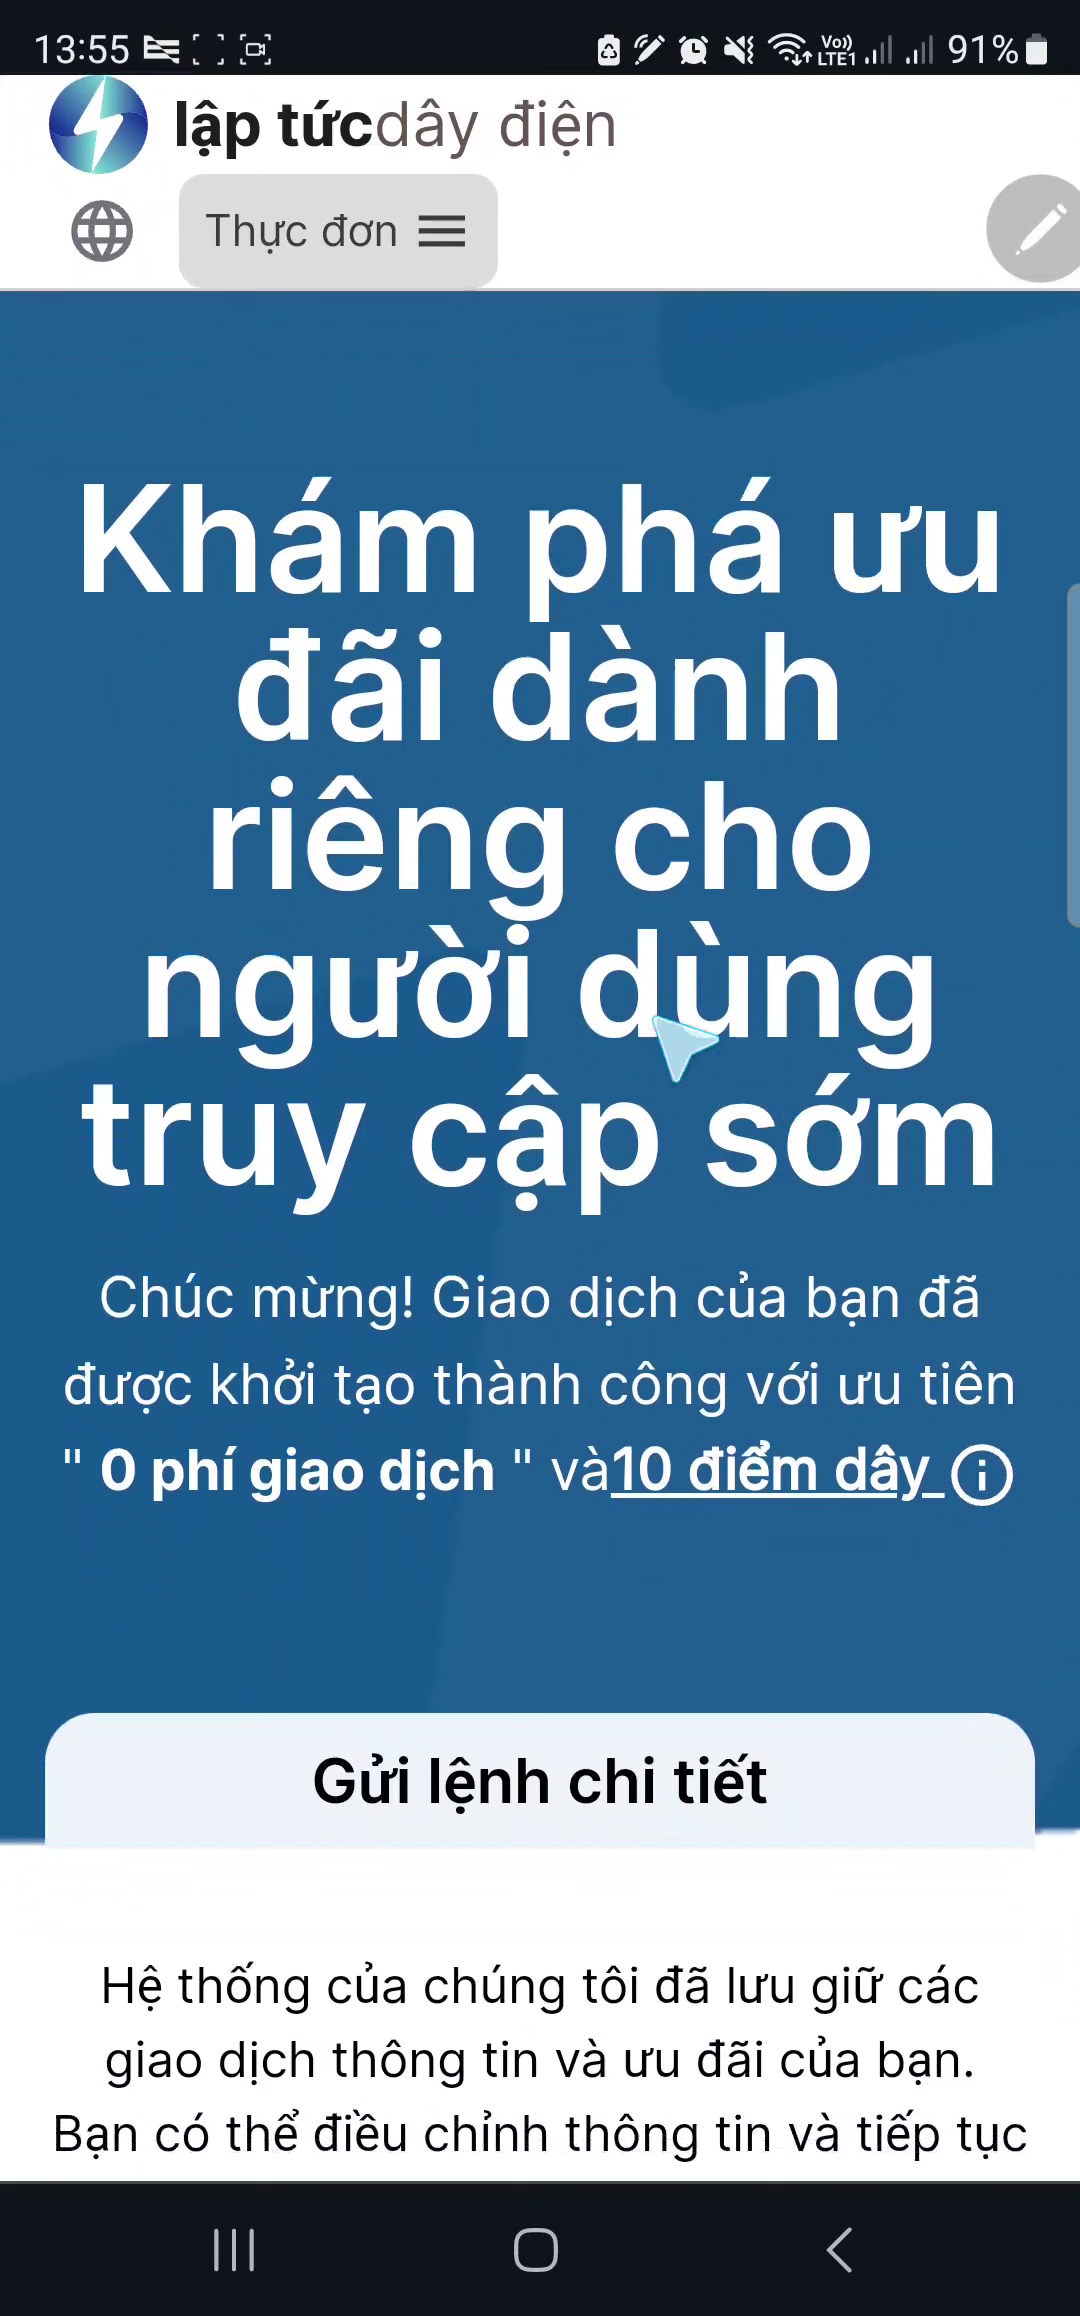 13:55 Vo)) LTE1 91%
lập tứcdây điện
Thực đơn
Khám phá ưu
đãi dành
riêng cho
người dùng
truy cập sớm
Chúc mừng! Giao dịch của bạn đã
được khởi tạo thành công với ưu tiên
" 0 phí giao dịch " và10 điểm dây
Gửi lệnh chi tiết
Hệ thống của chúng tôi đã lưu giữ các
giao dịch thông tin và ưu đãi của bạn.
Bạn có thể điều chỉnh thông tin và tiếp tục